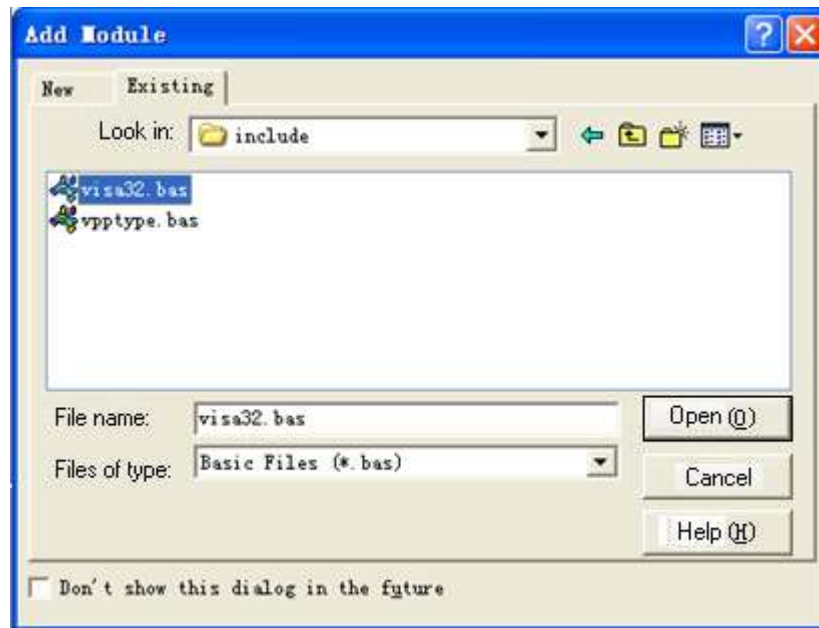 Add Module
New Existing
Look in: include
visa32.bas
vpptype.bas
File name: visa32.bas Open (O)
Files of type: Basic Files (*.bas)
Cancel
Help (H)
Don't show this dialog in the future